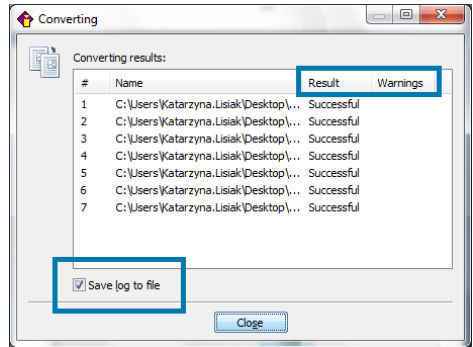 Converting
Converting results:
# Name Result Warnings
1 C:\Users\Katarzyna.Lisiak\Desktop\... Successful
2 C:\Users\Katarzyna.Lisiak\Desktop\... Successful
3 C:\Users\Katarzyna.Lisiak\Desktop\... Successful
4 C:\Users\Katarzyna.Lisiak\Desktop\... Successful
5 C:\Users\Katarzyna.Lisiak\Desktop\... Successful
6 C:\Users\Katarzyna.Lisiak\Desktop\... Successful
7 C:\Users\Katarzyna.Lisiak\Desktop\... Successful
Save log to file
Close